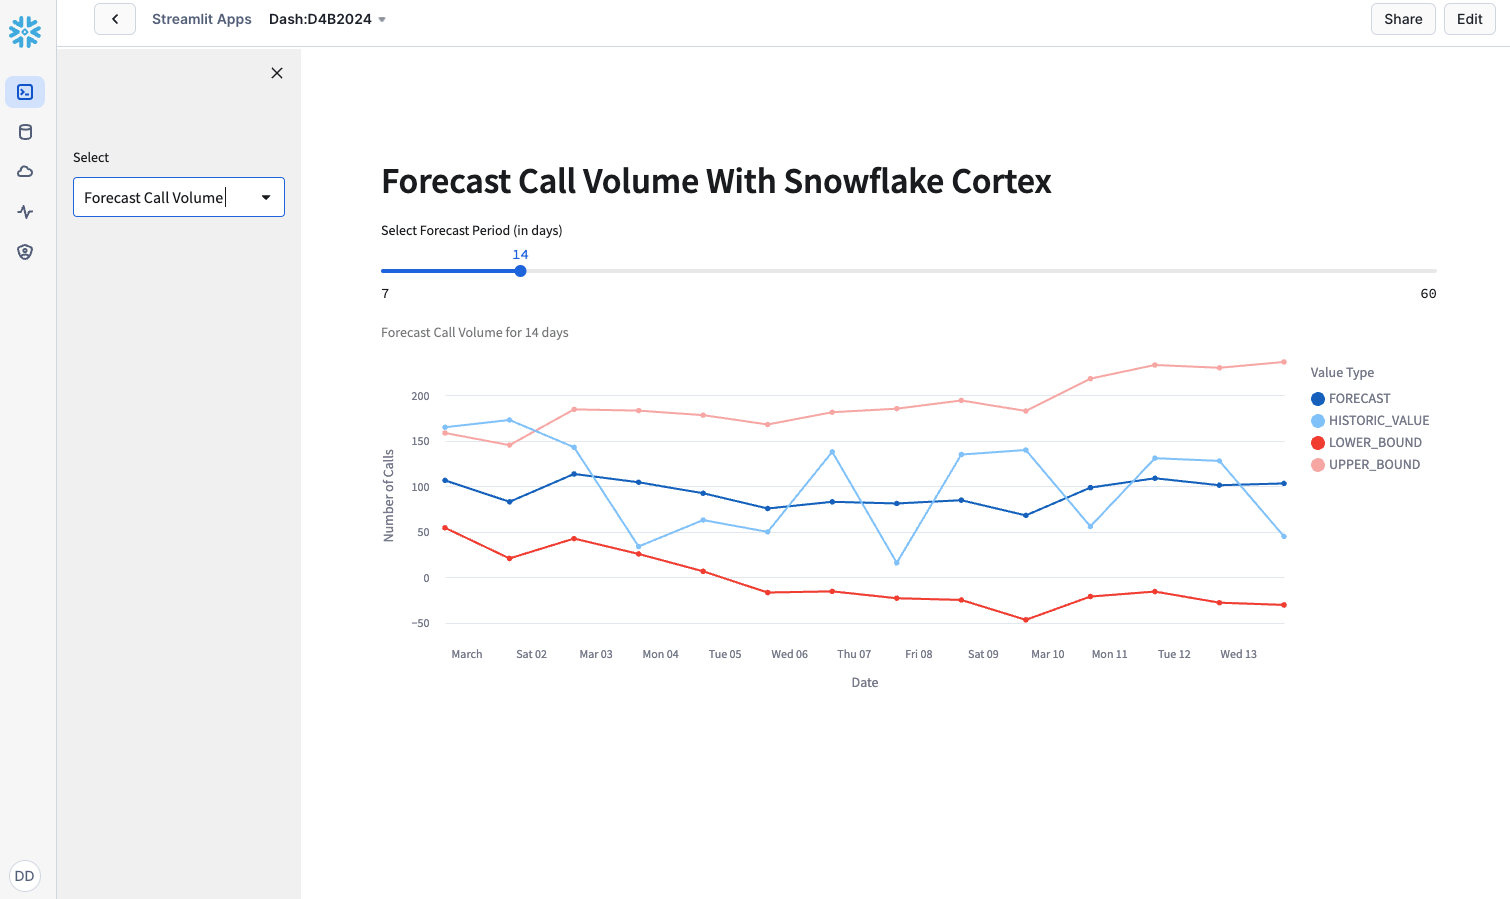 Streamlit Apps Dash:D4B2024
Share Edit
Select
Forecast Call Volume
Forecast Call Volume With Snowflake Cortex
Select Forecast Period (in days)
14
7 60
Forecast Call Volume for 14 days
Value Type
FORECAST
HISTORIC_VALUE
LOWER_BOUND
UPPER_BOUND
Number of Calls
200
150
100
50
0
−50
March Sat 02 Mar 03 Mon 04 Tue 05 Wed 06 Thu 07 Fri 08 Sat 09 Mar 10 Mon 11 Tue 12 Wed 13
Date
DD